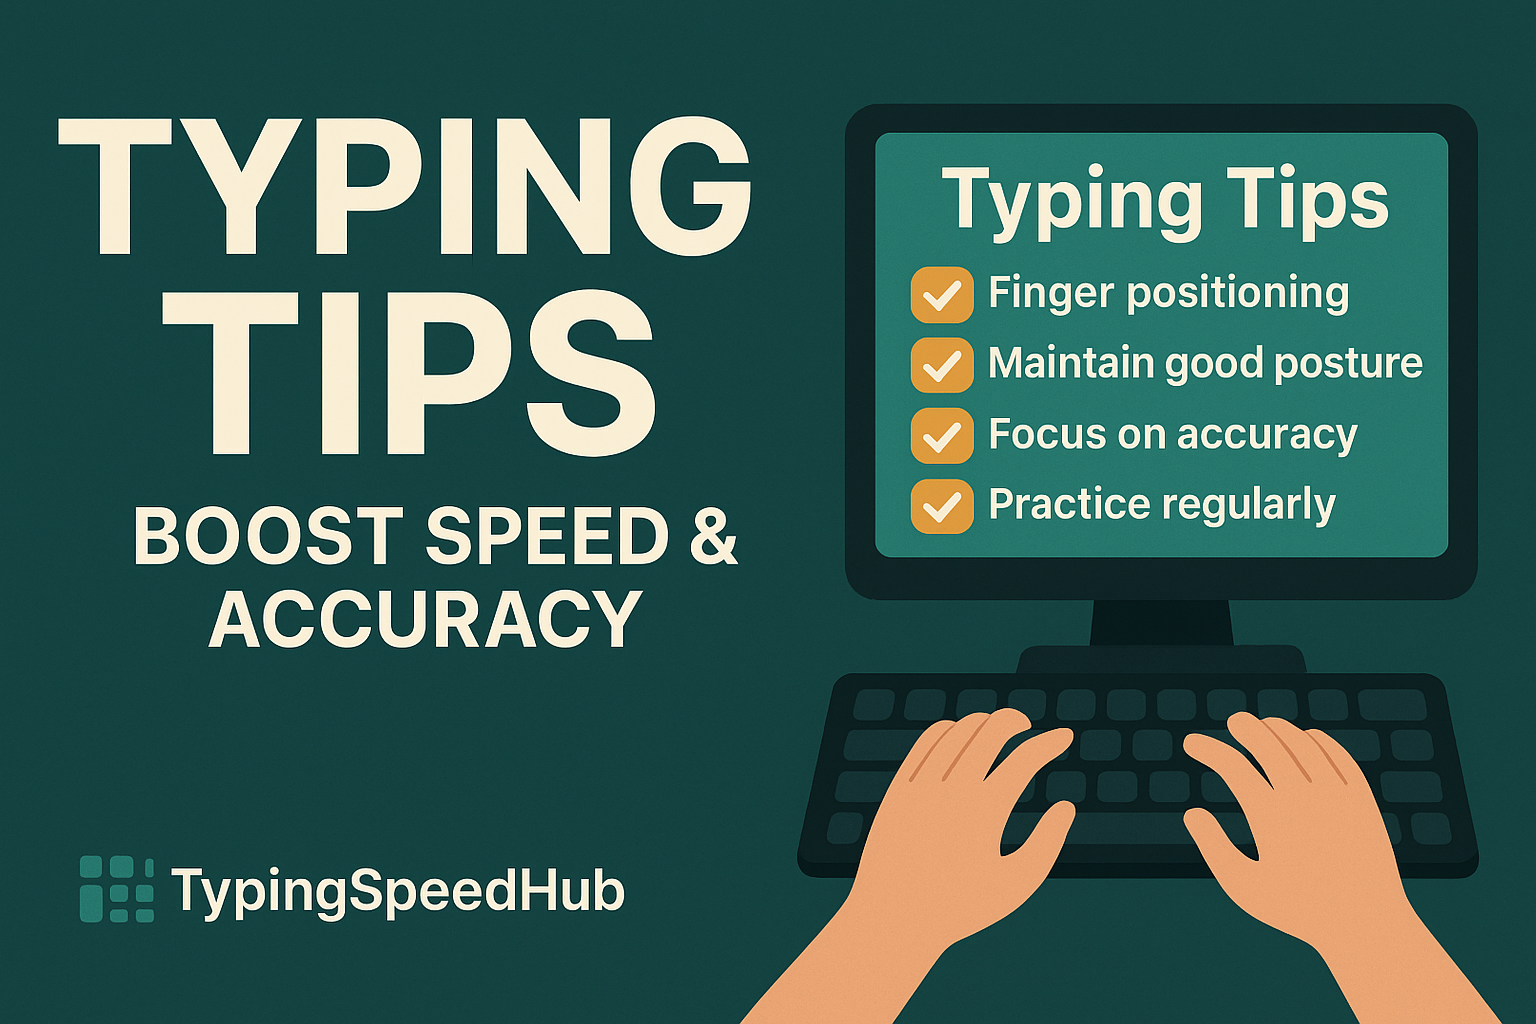 TYPING
TIPS
BOOST SPEED &
ACCURACY
TypingSpeedHub
Typing Tips
Finger positioning
Maintain good posture
Focus on accuracy
Practice regularly